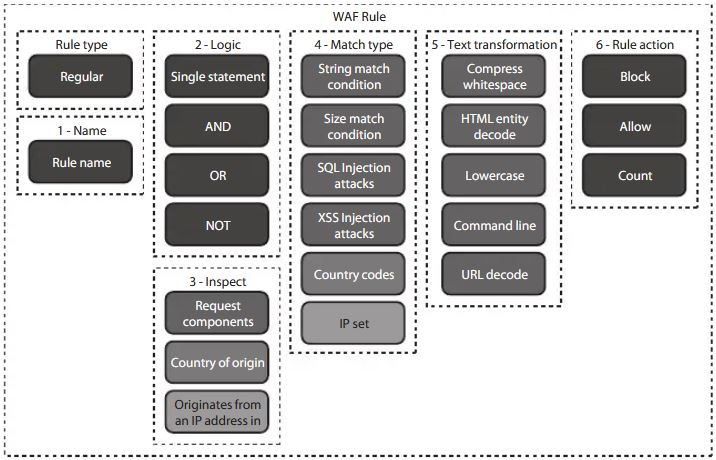 WAF Rule
Rule type
Regular
1 - Name
Rule name
2 - Logic
Single statement
AND
OR
NOT
3 - Inspect
Request
components
Country of origin
Originates from
an IP address in
4 - Match type
String match
condition
Size match
condition
SQL Injection
attacks
XSS Injection
attacks
Country codes
IP set
5 - Text transformation
Compress
whitespace
HTML entity
decode
Lowercase
Command line
URL decode
6 - Rule action
Block
Allow
Count